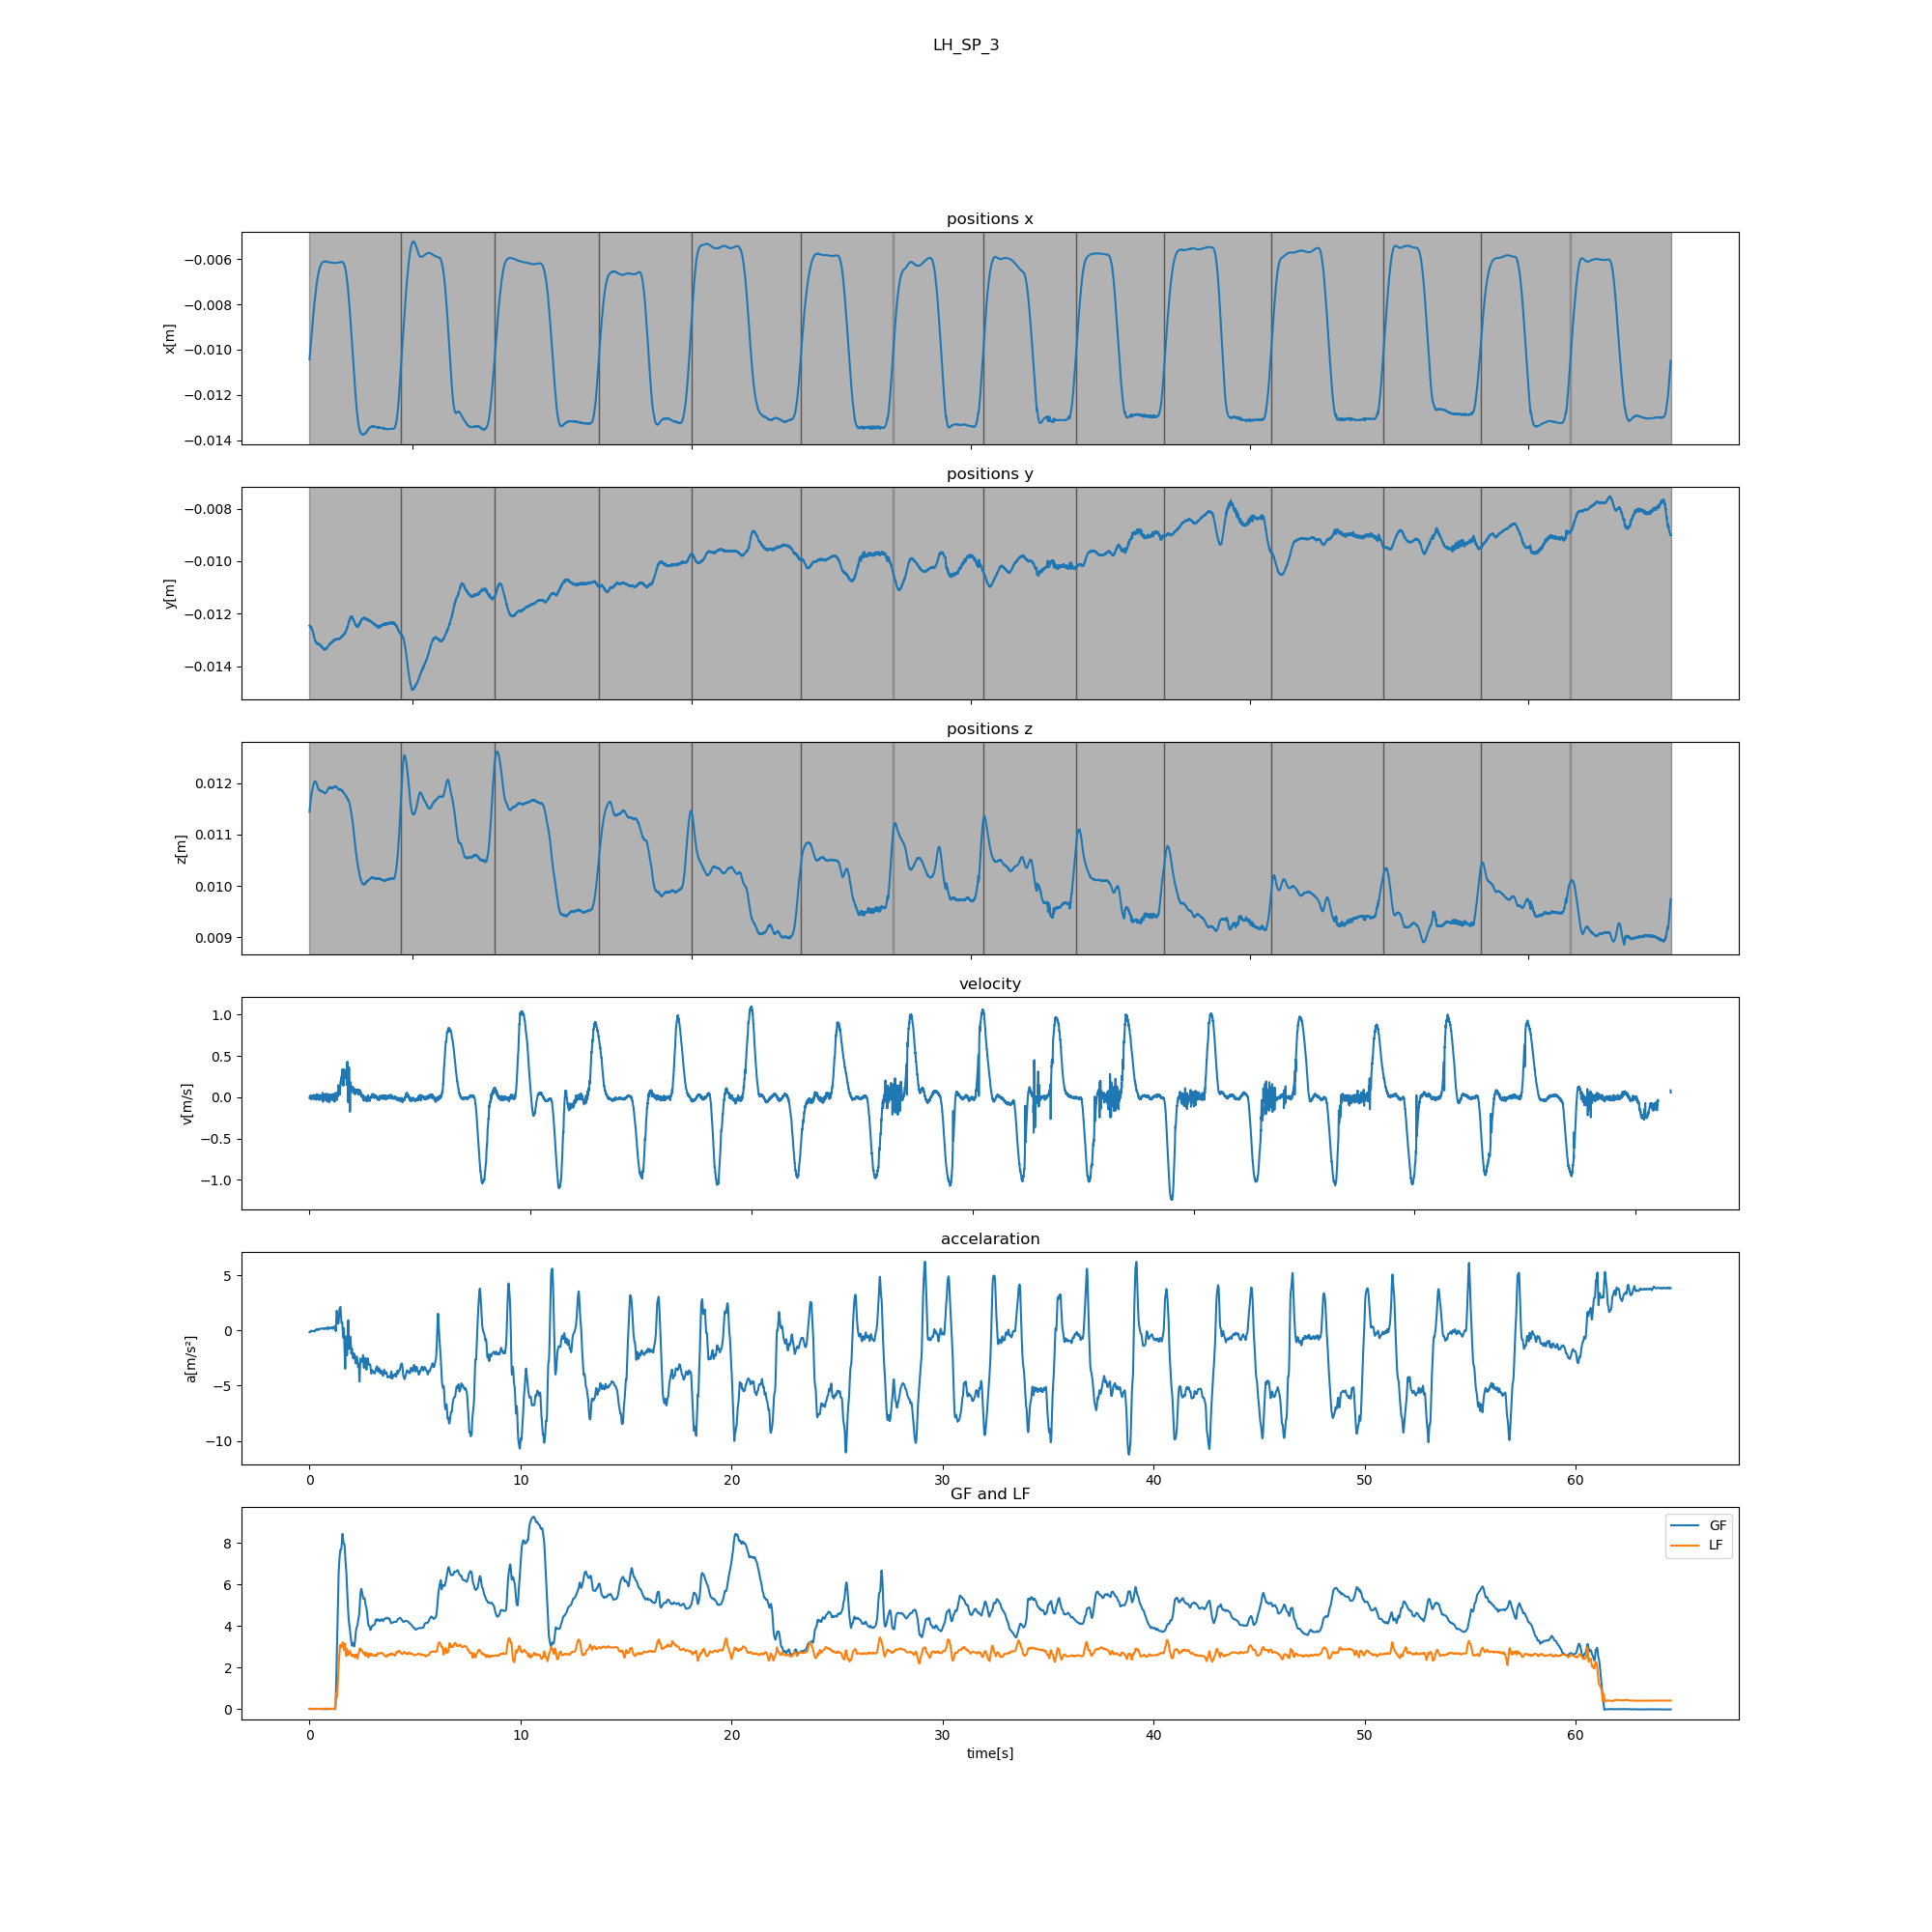 LH_SP_3
positions x
−0.006
−0.008
−0.010
−0.012
−0.014
x[m]
positions y
−0.008
−0.010
−0.012
−0.014
y[m]
positions z
0.012
0.011
0.010
0.009
z[m]
velocity
1.0
0.5
0.0
−0.5
−1.0
v[m/s]
accelaration
5
0
−5
−10
a[m/s²]
0 10 20 30 40 50 60
GF and LF
8
6
4
2
0
GF
LF
0 10 20 30 40 50 60
time[s]